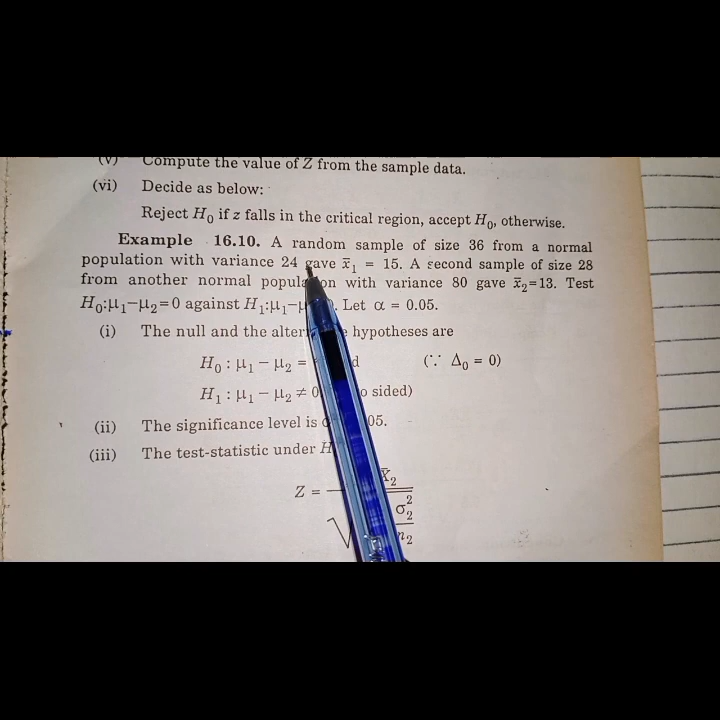 (v) Compute the value of Z from the sample data.
(vi) Decide as below:
Reject H₀ if z falls in the critical region, accept H₀, otherwise.
Example 16.10. A random sample of size 36 from a normal
population with variance 24 gave x̄₁ = 15. A second sample of size 28
from another normal with variance 80 gave x̄₂=13. Test
H₀:μ₁−μ₂=0 against H₁:μ₁− . Let α = 0.05.
(i) The null and the hypotheses are
H₀ : μ₁ − μ₂ = (∵ Δ₀ = 0)
H₁ : μ₁ − μ₂ ≠ 0 sided)
(ii) The significance level is 05.
(iii) The test-statistic under H
Z = X̄₂
σ₂²
n₂